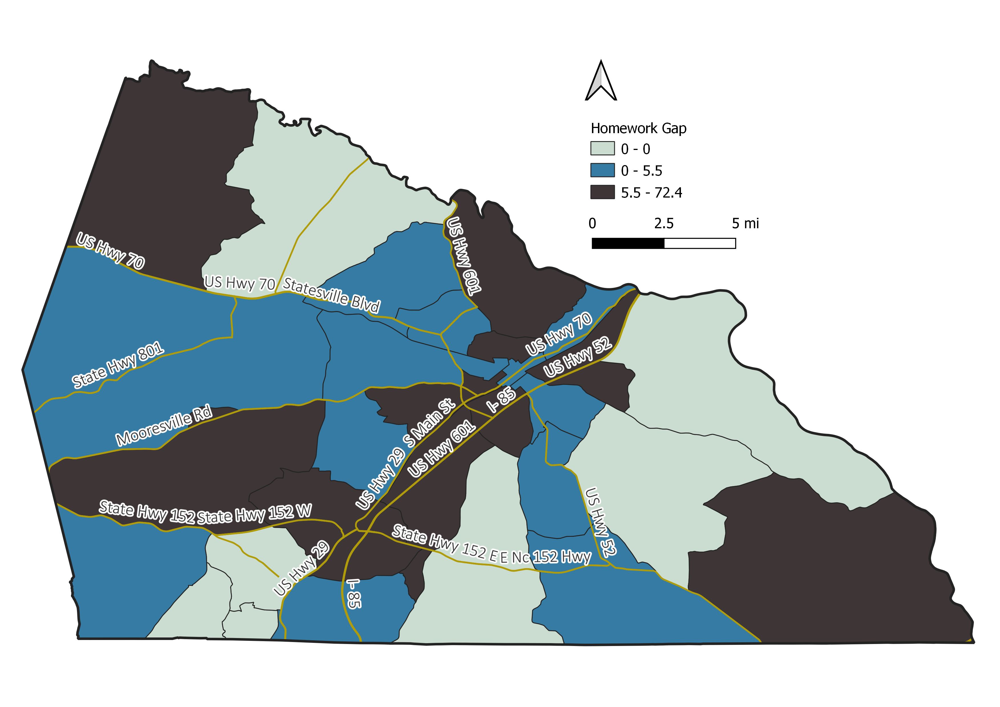 Homework Gap
0 - 0
0 - 5.5
5.5 - 72.4
0 2.5 5 mi
US Hwy 70
US Hwy 70
Statesville Blvd
US Hwy 601
US Hwy 70
US Hwy 52
State Hwy 801
I- 85
Mooresville Rd
S Main St
US Hwy 601
US Hwy 29
State Hwy 152
State Hwy 152 W
US Hwy 52
State Hwy 152 E
E Nc 152 Hwy
US Hwy 29
I- 85